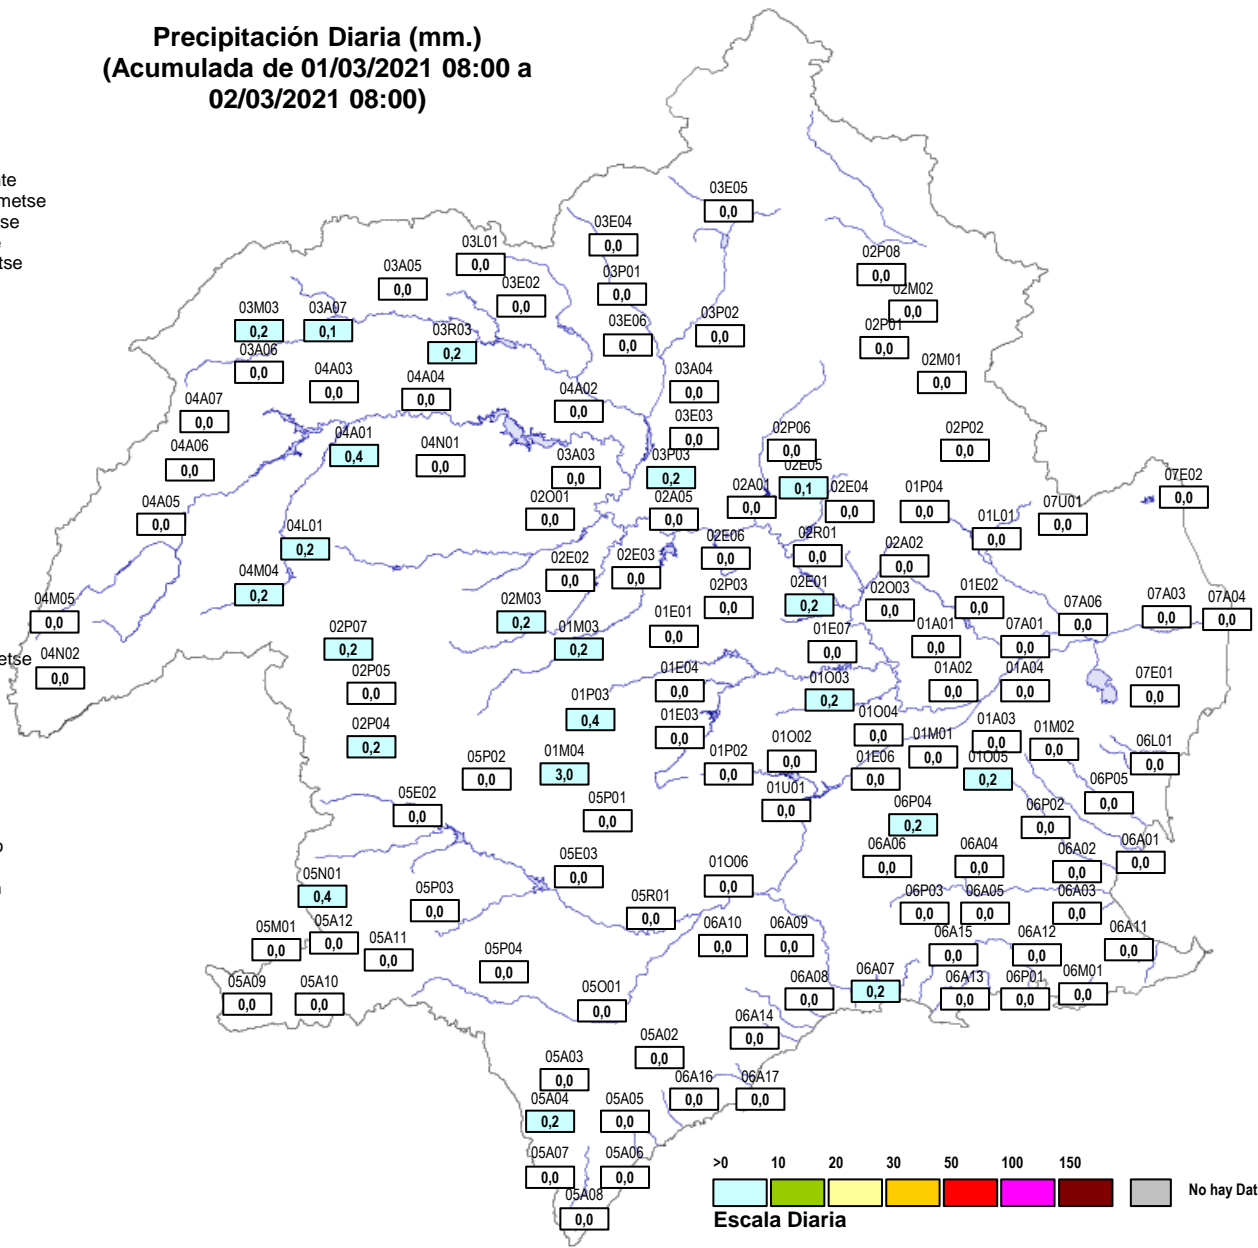 Precipitación Diaria (mm.)
(Acumulada de 01/03/2021 08:00 a
02/03/2021 08:00)
te
metse
se
tse
etse
03E05
0,0
03E04
0,0
03L01
0,0
02P08
0,0
03A05
0,0
03P01
0,0
03E02
0,0
02M02
0,0
03M03
0,2
03A07
0,1
03P02
0,0
03E06
0,0
03R03
0,2
02P01
0,0
03A06
0,0
02M01
0,0
04A03
0,0
04A04
0,0
03A04
0,0
04A02
0,0
04A07
0,0
03E03
0,0
04A01
0,4
02P06
0,0
02P02
0,0
04A06
0,0
04N01
0,0
03A03
0,0
03P03
0,2
02E05
0,1
07E02
0,0
02A01
0,0
02E04
0,0
01P04
0,0
04A05
0,0
02O01
0,0
02A05
0,0
07U01
0,0
01L01
0,0
04L01
0,2
02E06
0,0
02R01
0,0
02A02
0,0
02E02
0,0
02E03
0,0
04M04
0,2
02P03
0,0
02E01
0,2
02O03
0,0
01E02
0,0
04M05
0,0
02M03
0,2
07A06
0,0
07A03
0,0
07A04
0,0
01E01
0,0
02P07
0,2
01M03
0,2
01E07
0,0
01A01
0,0
07A01
0,0
04N02
0,0
02P05
0,0
01E04
0,0
01O03
0,2
01A02
0,0
01A04
0,0
07E01
0,0
01P03
0,4
02P04
0,2
01E03
0,0
01O04
0,0
01A03
0,0
01M02
0,0
05P02
0,0
01M04
3,0
01P02
0,0
01O02
0,0
01M01
0,0
01E06
0,0
01O05
0,2
06L01
0,0
05E02
0,0
05P01
0,0
01U01
0,0
06P04
0,2
06P02
0,0
06P05
0,0
05E03
0,0
01O06
0,0
06A06
0,0
06A04
0,0
06A02
0,0
06A01
0,0
05N01
0,4
05P03
0,0
05R01
0,0
06P03
0,0
06A05
0,0
06A03
0,0
05M01
0,0
05A12
0,0
05A11
0,0
06A10
0,0
06A09
0,0
06A15
0,0
06A12
0,0
06A11
0,0
05P04
0,0
05A09
0,0
05A10
0,0
05O01
0,0
06A08
0,0
06A07
0,2
06A13
0,0
06P01
0,0
06M01
0,0
06A14
0,0
05A02
0,0
05A03
0,0
06A16
0,0
06A17
0,0
05A04
0,2
05A05
0,0
05A07
0,0
05A06
0,0
05A08
0,0
>0 10 20 30 50 100 150
No hay Dat
Escala Diaria